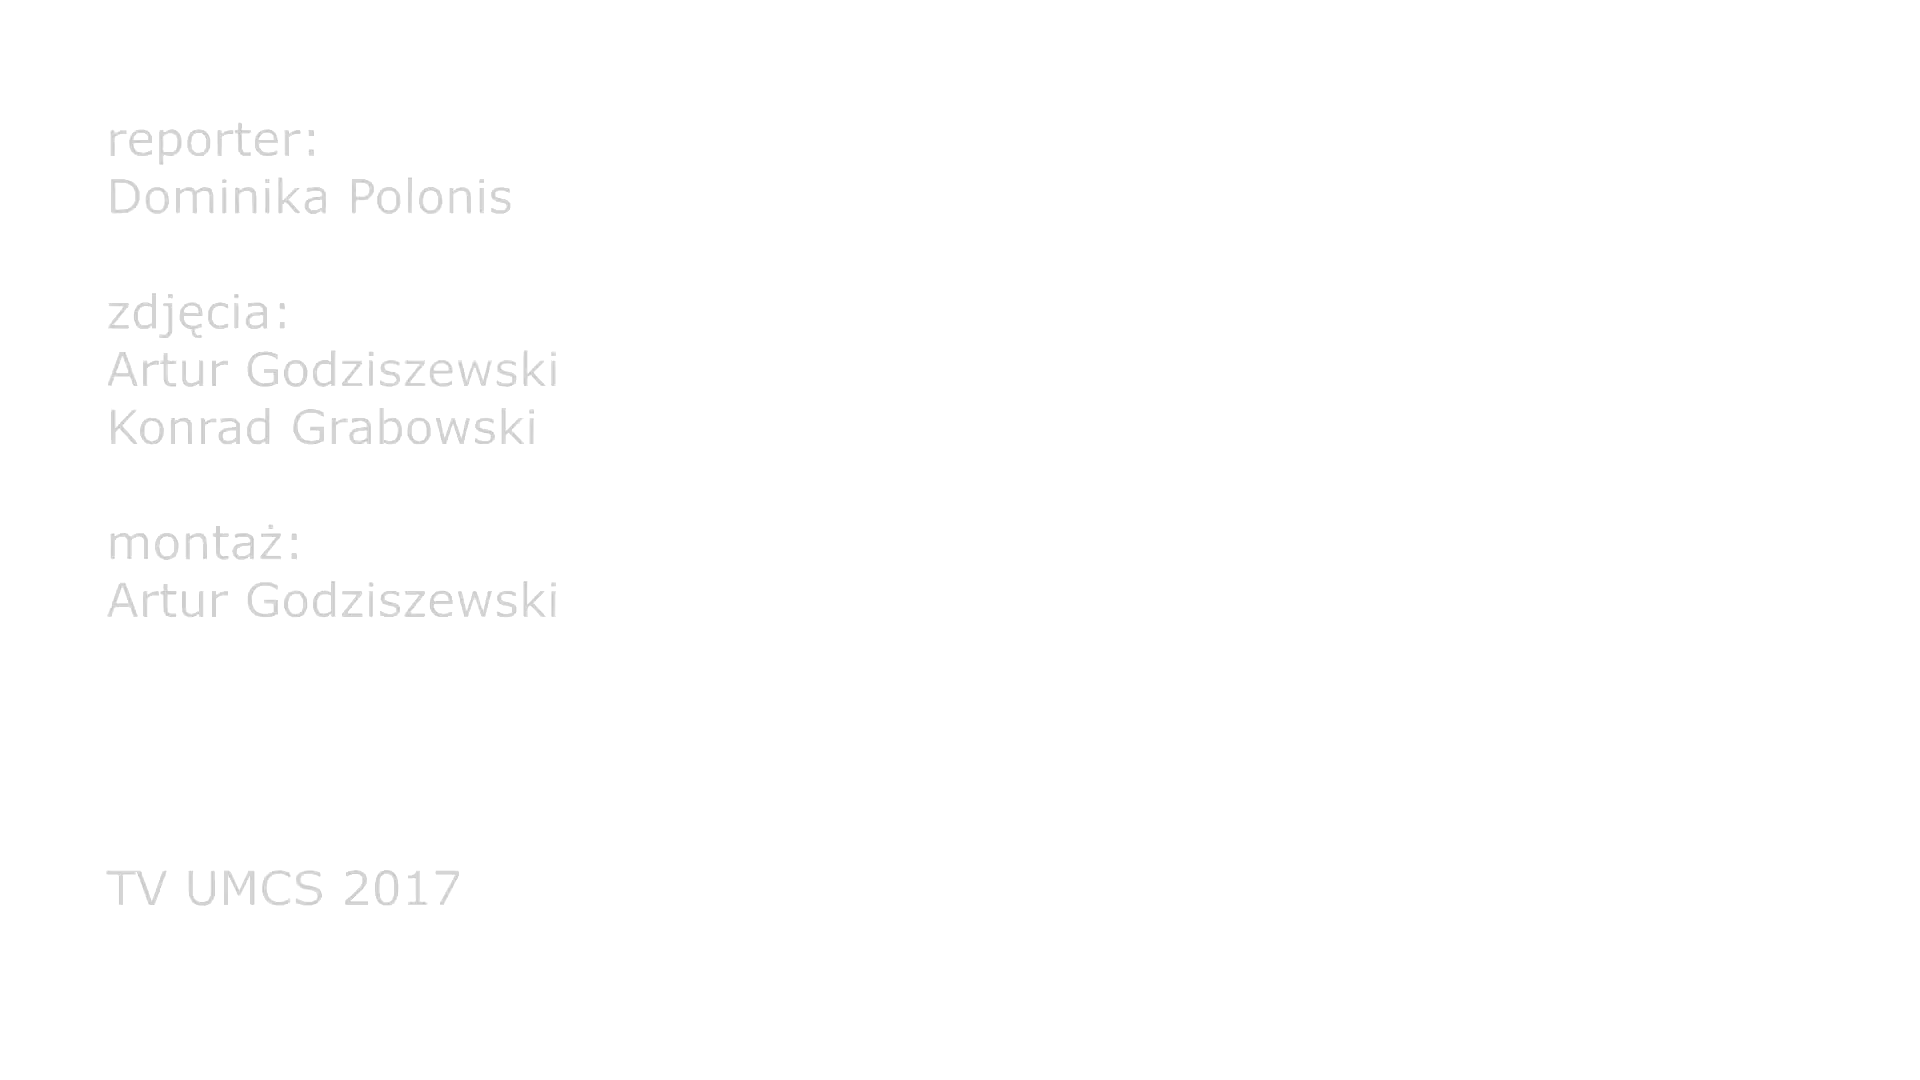 reporter:
Dominika Polonis
zdjęcia:
Artur Godziszewski
Konrad Grabowski
montaż:
Artur Godziszewski
TV UMCS 2017